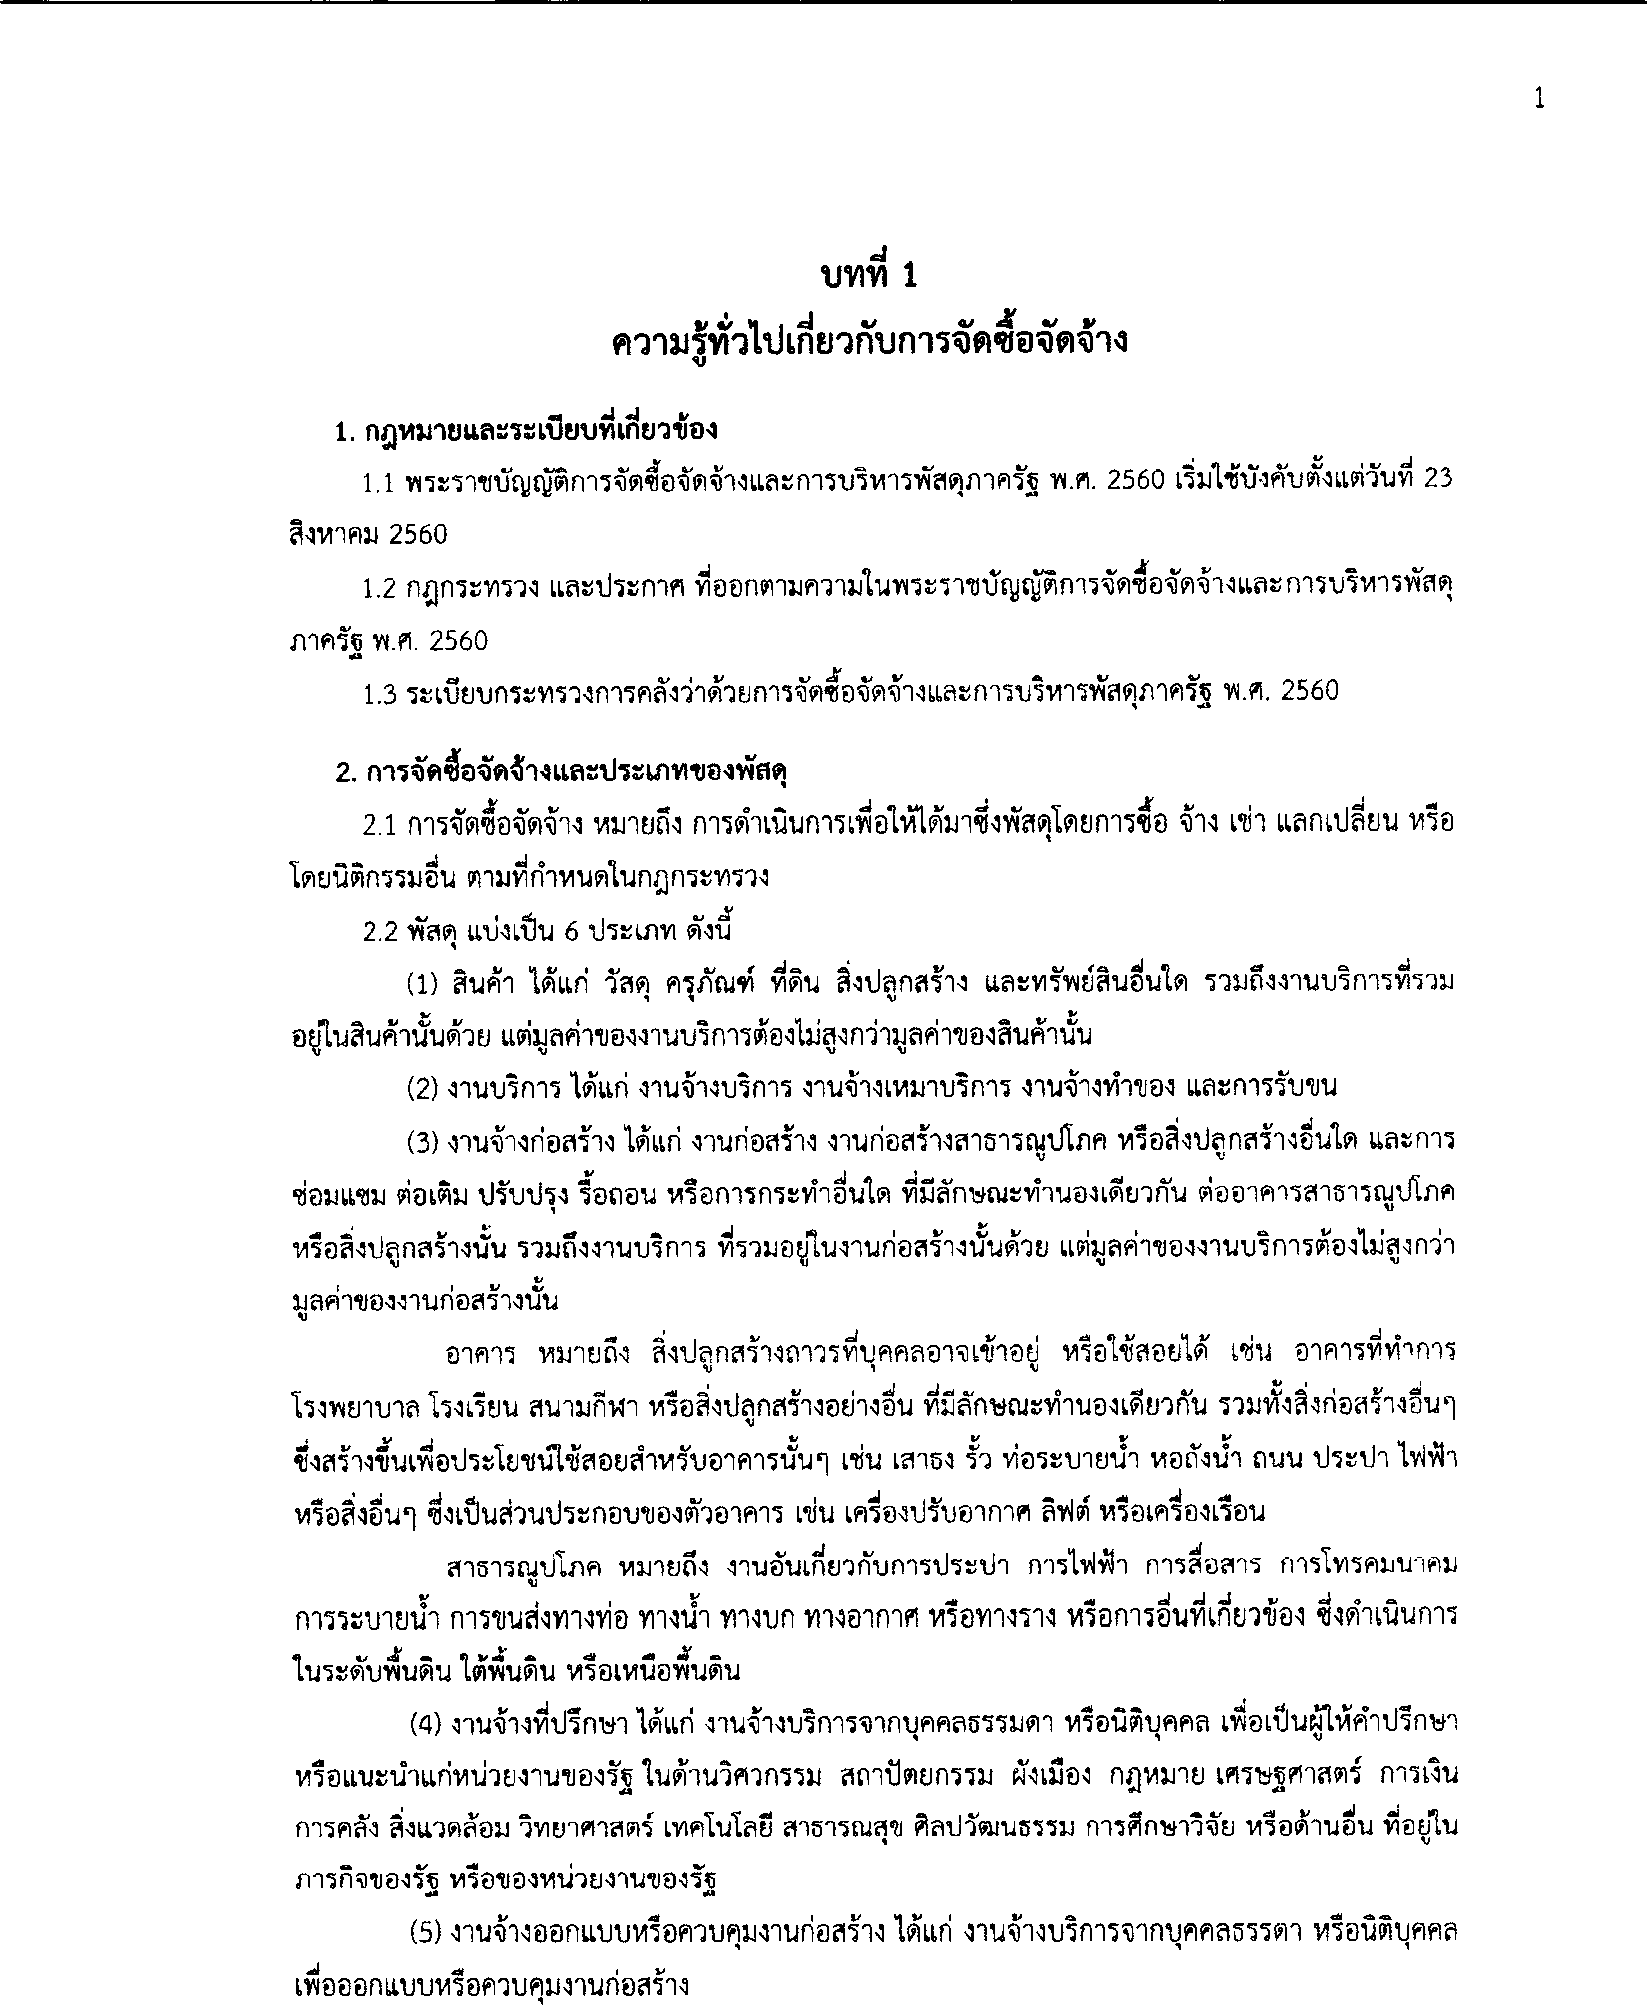 1
บทที่ 1
ความรู้ทั่วไปเกี่ยวกับการจัดซื้อจัดจ้าง
1. กฎหมายและระเบียบที่เกี่ยวข้อง
1.1 พระราชบัญญัติการจัดซื้อจัดจ้างและการบริหารพัสดุภาครัฐ พ.ศ. 2560 เริ่มใช้บังคับตั้งแต่วันที่ 23
สิงหาคม 2560
1.2 กฎกระทรวง และประกาศ ที่ออกตามความในพระราชบัญญัติการจัดซื้อจัดจ้างและการบริหารพัสดุ
ภาครัฐ พ.ศ. 2560
1.3 ระเบียบกระทรวงการคลังว่าด้วยการจัดซื้อจัดจ้างและการบริหารพัสดุภาครัฐ พ.ศ. 2560
2. การจัดซื้อจัดจ้างและประเภทของพัสดุ
2.1 การจัดซื้อจัดจ้าง หมายถึง การดำเนินการเพื่อให้ได้มาซึ่งพัสดุโดยการซื้อ จ้าง เช่า แลกเปลี่ยน หรือ
โดยนิติกรรมอื่น ตามที่กำหนดในกฎกระทรวง
2.2 พัสดุ แบ่งเป็น 6 ประเภท ดังนี้
(1) สินค้า ได้แก่ วัสดุ ครุภัณฑ์ ที่ดิน สิ่งปลูกสร้าง และทรัพย์สินอื่นใด รวมถึงงานบริการที่รวม
อยู่ในสินค้านั้นด้วย แต่มูลค่าของงานบริการต้องไม่สูงกว่ามูลค่าของสินค้านั้น
(2) งานบริการ ได้แก่ งานจ้างบริการ งานจ้างเหมาบริการ งานจ้างทำของ และการรับขน
(3) งานจ้างก่อสร้าง ได้แก่ งานก่อสร้าง งานก่อสร้างสาธารณูปโภค หรือสิ่งปลูกสร้างอื่นใด และการ
ซ่อมแซม ต่อเติม ปรับปรุง รื้อถอน หรือการกระทำอื่นใด ที่มีลักษณะทำนองเดียวกัน ต่ออาคารสาธารณูปโภค
หรือสิ่งปลูกสร้างนั้น รวมถึงงานบริการ ที่รวมอยู่ในงานก่อสร้างนั้นด้วย แต่มูลค่าของงานบริการต้องไม่สูงกว่า
มูลค่าของงานก่อสร้างนั้น
อาคาร หมายถึง สิ่งปลูกสร้างถาวรที่บุคคลอาจเข้าอยู่ หรือใช้สอยได้ เช่น อาคารที่ทำการ
โรงพยาบาล โรงเรียน สนามกีฬา หรือสิ่งปลูกสร้างอย่างอื่น ที่มีลักษณะทำนองเดียวกัน รวมทั้งสิ่งก่อสร้างอื่นๆ
ซึ่งสร้างขึ้นเพื่อประโยชน์ใช้สอยสำหรับอาคารนั้นๆ เช่น เสาธง รั้ว ท่อระบายน้ำ หอถังน้ำ ถนน ประปา ไฟฟ้า
หรือสิ่งอื่นๆ ซึ่งเป็นส่วนประกอบของตัวอาคาร เช่น เครื่องปรับอากาศ ลิฟต์ หรือเครื่องเรือน
สาธารณูปโภค หมายถึง งานอันเกี่ยวกับการประปา การไฟฟ้า การสื่อสาร การโทรคมนาคม
การระบายน้ำ การขนส่งทางท่อ ทางน้ำ ทางบก ทางอากาศ หรือทางราง หรือการอื่นที่เกี่ยวข้อง ซึ่งดำเนินการ
ในระดับพื้นดิน ใต้พื้นดิน หรือเหนือพื้นดิน
(4) งานจ้างที่ปรึกษา ได้แก่ งานจ้างบริการจากบุคคลธรรมดา หรือนิติบุคคล เพื่อเป็นผู้ให้คำปรึกษา
หรือแนะนำแก่หน่วยงานของรัฐ ในด้านวิศวกรรม สถาปัตยกรรม ผังเมือง กฎหมาย เศรษฐศาสตร์ การเงิน
การคลัง สิ่งแวดล้อม วิทยาศาสตร์ เทคโนโลยี สาธารณสุข ศิลปวัฒนธรรม การศึกษาวิจัย หรือด้านอื่น ที่อยู่ใน
ภารกิจของรัฐ หรือของหน่วยงานของรัฐ
(5) งานจ้างออกแบบหรือควบคุมงานก่อสร้าง ได้แก่ งานจ้างบริการจากบุคคลธรรดา หรือนิติบุคคล
เพื่อออกแบบหรือควบคุมงานก่อสร้าง